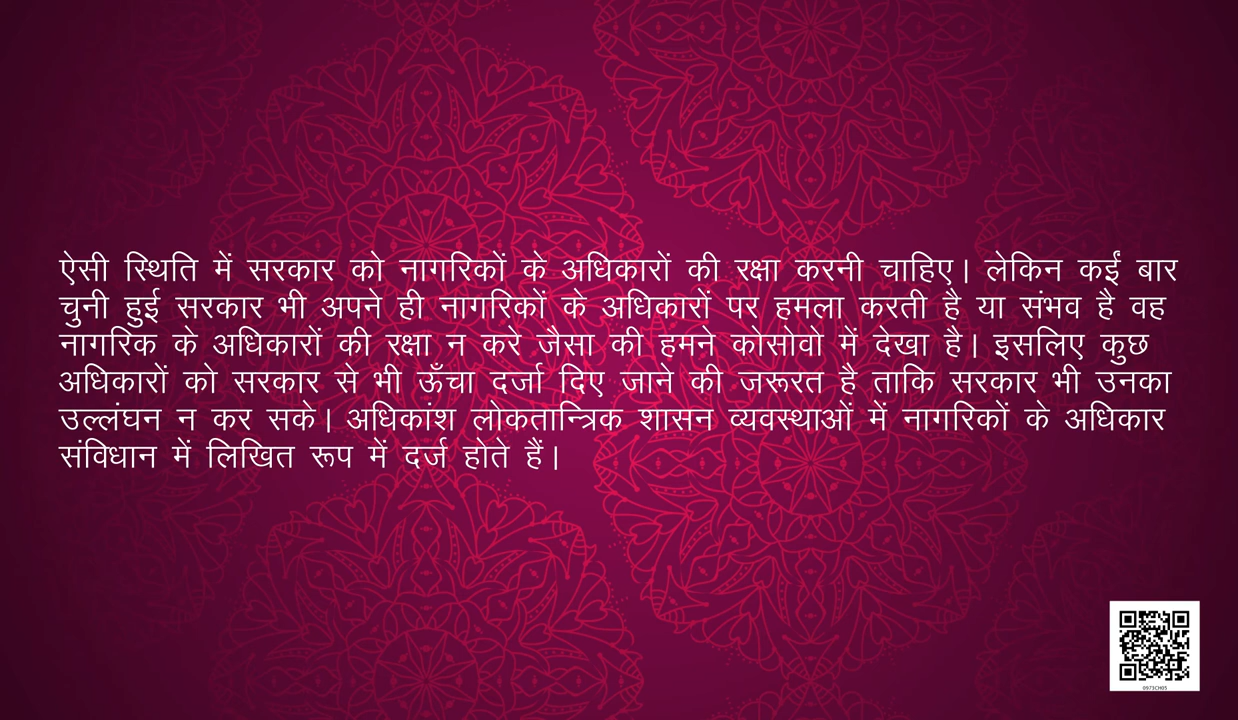 ऐसी स्थिति में सरकार को नागरिकों के अधिकारों की रक्षा करनी चाहिए। लेकिन कईं बार
चुनी हुई सरकार भी अपने ही नागरिकों के अधिकारों पर हमला करती है या संभव है वह
नागरिक के अधिकारों की रक्षा न करे जैसा की हमने कोसोवो में देखा है। इसलिए कुछ
अधिकारों को सरकार से भी ऊँचा दर्जा दिए जाने की जरूरत है ताकि सरकार भी उनका
उल्लंघन न कर सके। अधिकांश लोकतान्त्रिक शासन व्यवस्थाओं में नागरिकों के अधिकार
संविधान में लिखित रूप में दर्ज होते हैं।
0973CH05